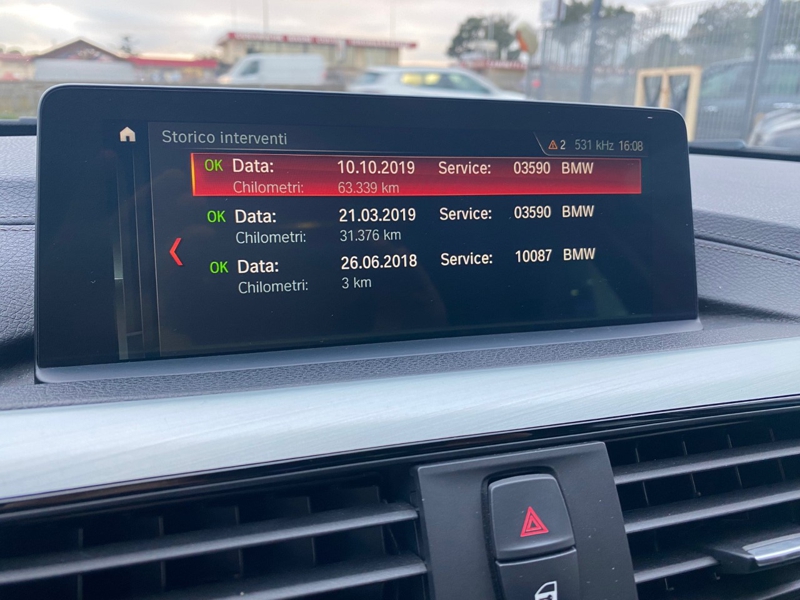 Storico interventi
2 531 kHz 16:08
OK Data: 10.10.2019 Service: 03590 BMW
Chilometri: 63.339 km
OK Data: 21.03.2019 Service: 03590 BMW
Chilometri: 31.376 km
OK Data: 26.06.2018 Service: 10087 BMW
Chilometri: 3 km